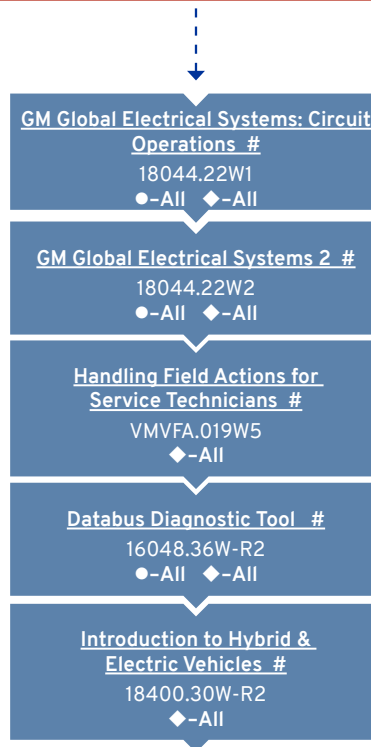 GM Global Electrical Systems: Circuit
Operations #
18044.22W1
●–All ◆–All
GM Global Electrical Systems 2 #
18044.22W2
●–All ◆–All
Handling Field Actions for
Service Technicians #
VMVFA.019W5
◆–All
Databus Diagnostic Tool #
16048.36W-R2
●–All ◆–All
Introduction to Hybrid &
Electric Vehicles #
18400.30W-R2
◆–All